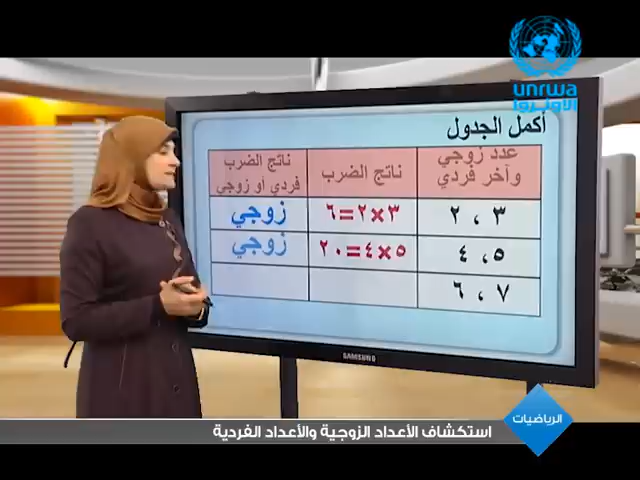 unrwa
الأونروا
أكمل الجدول
عدد زوجي
وآخر فردي
ناتج الضرب
ناتج الضرب
فردي أو زوجي
٣ ، ٢
٣×٢=٦
زوجي
٥، ٤
٥×٤=٢٠
زوجي
٧ ، ٦
SAMSUNG
الرياضيات
استكشاف الأعداد الزوجية والأعداد الفردية